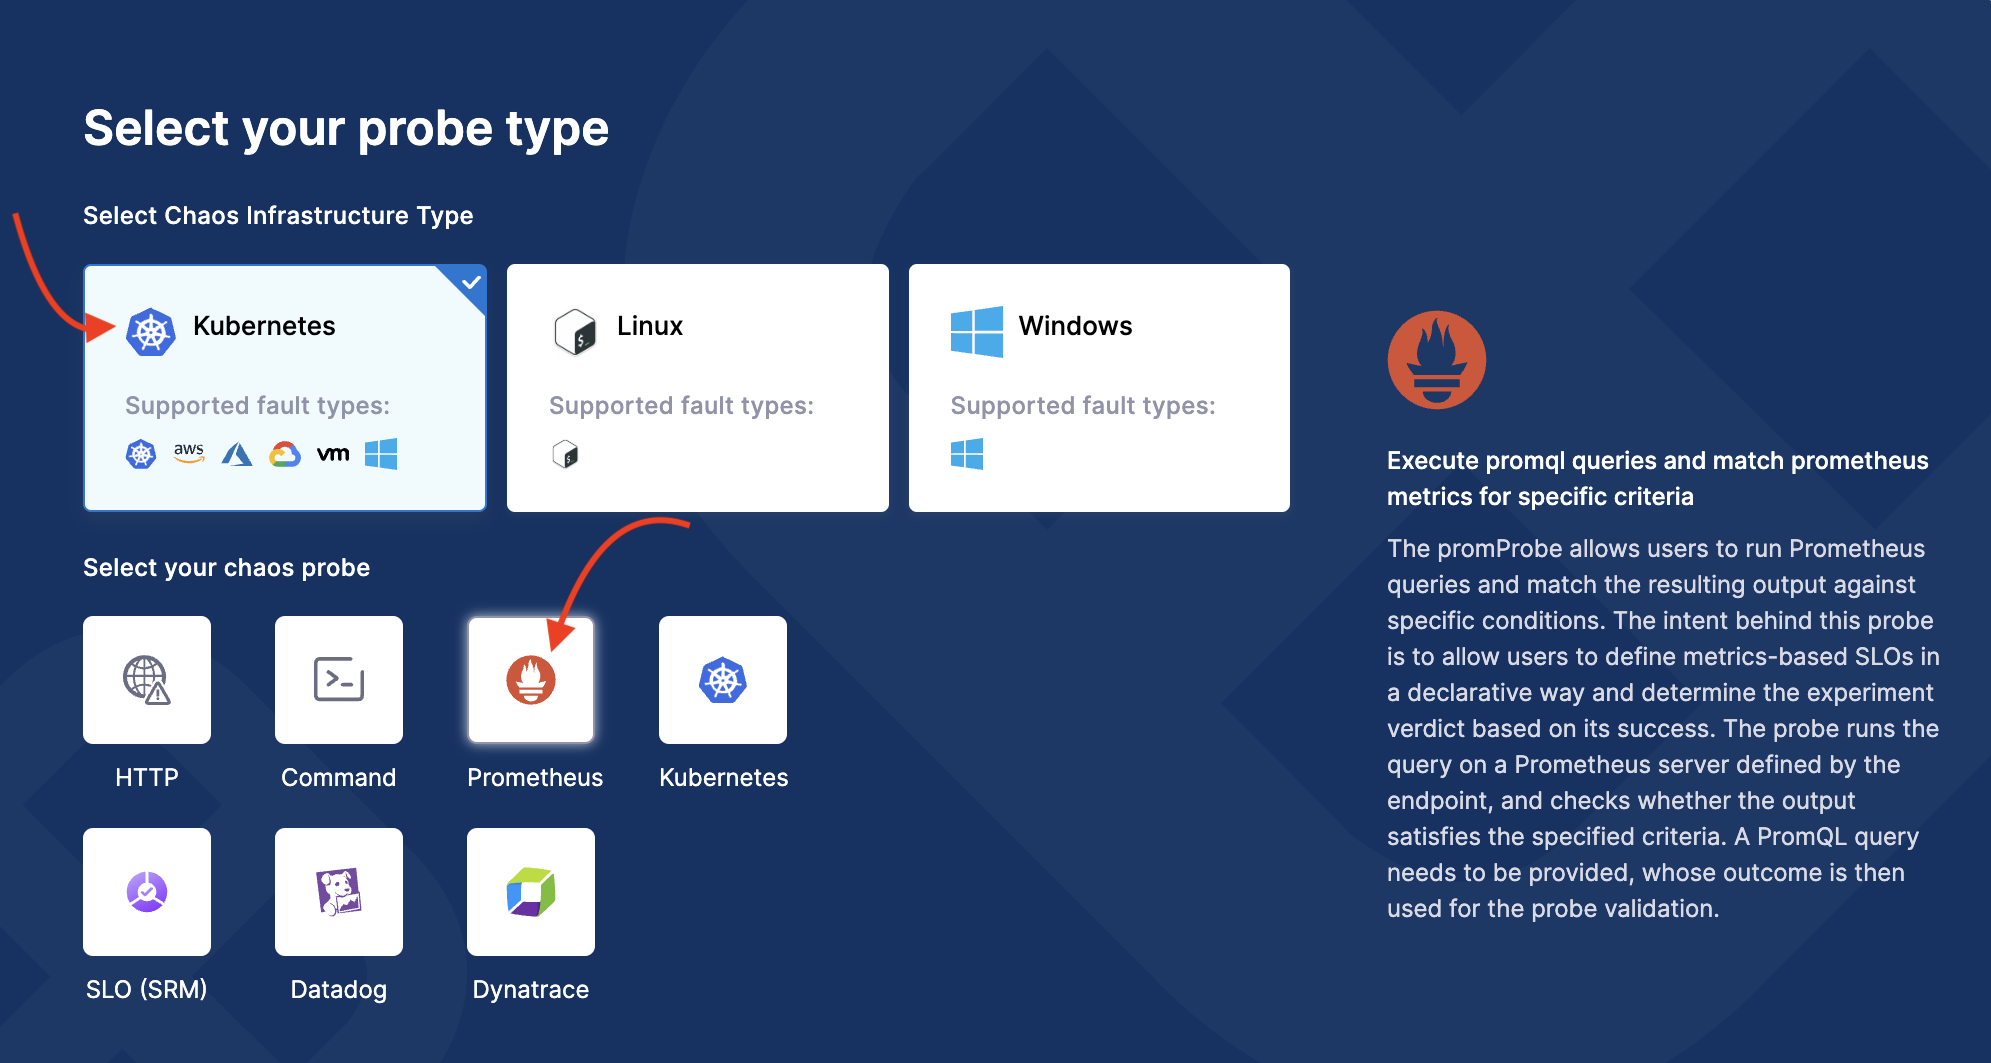 Select your probe type
Select Chaos Infrastructure Type
Kubernetes
Supported fault types:
aws
vm
Linux
Supported fault types:
$_
$_
Windows
Supported fault types:
Select your chaos probe
HTTP
Command
Prometheus
Kubernetes
SLO (SRM)
Datadog
Dynatrace
Execute promql queries and match prometheus
metrics for specific criteria
The promProbe allows users to run Prometheus
queries and match the resulting output against
specific conditions. The intent behind this probe
is to allow users to define metrics-based SLOs in
a declarative way and determine the experiment
verdict based on its success. The probe runs the
query on a Prometheus server defined by the
endpoint, and checks whether the output
satisfies the specified criteria. A PromQL query
needs to be provided, whose outcome is then
used for the probe validation.